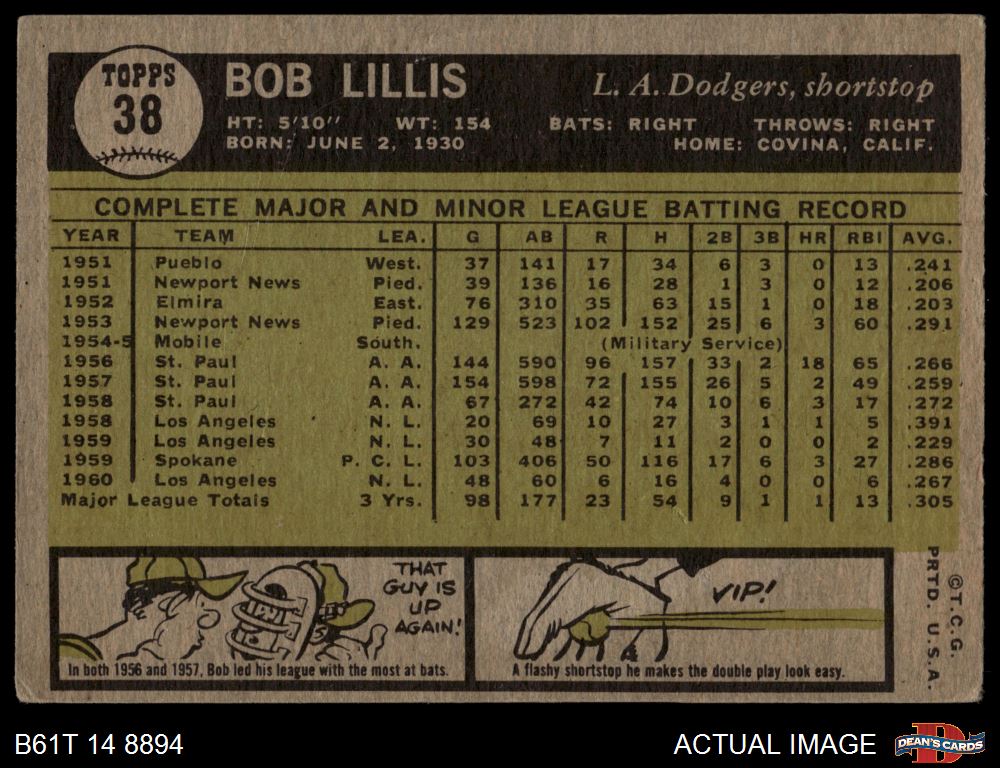 TOPPS
38
BOB LILLIS
L. A. Dodgers, shortstop
HT: 5'10" WT: 154 BATS: RIGHT THROWS: RIGHT
BORN: JUNE 2, 1930 HOME: COVINA, CALIF.
COMPLETE MAJOR AND MINOR LEAGUE BATTING RECORD
YEAR TEAM LEA. G AB R H 2B 3B HR RBI AVG.
1951 Pueblo West. 37 141 17 34 6 3 0 13 .241
1951 Newport News Pied. 39 136 16 28 1 3 0 12 .206
1952 Elmira East. 76 310 35 63 15 1 0 18 .203
1953 Newport News Pied. 129 523 102 152 25 6 3 60 .291
1954-5 Mobile South. (Military Service)
1956 St. Paul A. A. 144 590 96 157 33 2 18 65 .266
1957 St. Paul A. A. 154 598 72 155 26 5 2 49 .259
1958 St. Paul A. A. 67 272 42 74 10 6 3 17 .272
1958 Los Angeles N. L. 20 69 10 27 3 1 1 5 .391
1959 Los Angeles N. L. 30 48 7 11 2 0 0 2 .229
1959 Spokane P. C. L. 103 406 50 116 17 6 3 27 .286
1960 Los Angeles N. L. 48 60 6 16 4 0 0 6 .267
Major League Totals 3 Yrs. 98 177 23 54 9 1 1 13 .305
THAT
GUY IS
UP
AGAIN!
In both 1956 and 1957, Bob led his league with the most at bats.
VIP!
A flashy shortstop he makes the double play look easy.
©T.C.G.
PRTD. U.S.A.
B61T 14 8894
ACTUAL IMAGE
DEAN'S CARDS